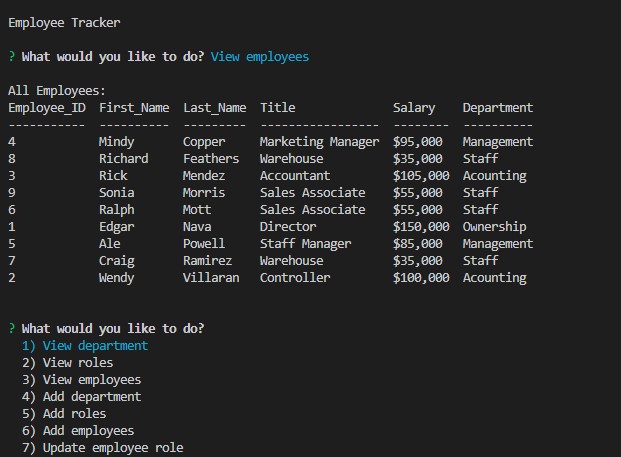 Employee Tracker
? What would you like to do? View employees
All Employees:
Employee_ID  First_Name  Last_Name  Title              Salary    Department
-----------  ----------  ---------  -----------------  --------  ----------
4            Mindy       Copper     Marketing Manager  $95,000   Management
8            Richard     Feathers   Warehouse          $35,000   Staff
3            Rick        Mendez     Accountant         $105,000  Acounting
9            Sonia       Morris     Sales Associate    $55,000   Staff
6            Ralph       Mott       Sales Associate    $55,000   Staff
1            Edgar       Nava       Director           $150,000  Ownership
5            Ale         Powell     Staff Manager      $85,000   Management
7            Craig       Ramirez    Warehouse          $35,000   Staff
2            Wendy       Villaran   Controller         $100,000  Acounting
? What would you like to do?
1) View department
2) View roles
3) View employees
4) Add department
5) Add roles
6) Add employees
7) Update employee role